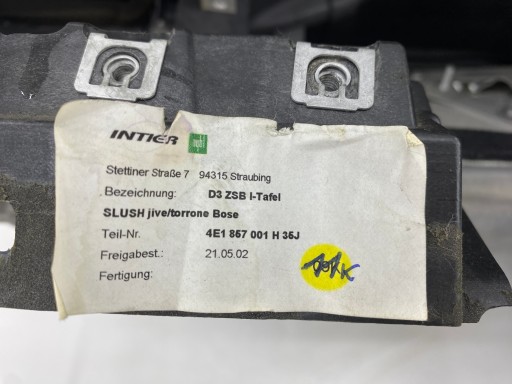 INTIER
Stettiner Straße 7 94315 Straubing
Bezeichnung: D3 ZSB I-Tafel
SLUSH jive/torrone Bose
Teil-Nr. 4E1 857 001 H 35J
Freigabest.: 21.05.02
Fertigung: